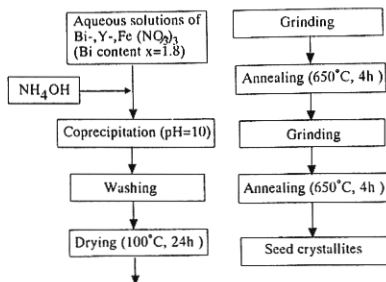 Aqueous solutions of
Bi-,Y-,Fe (NO₃)₃
(Bi content x=1.8)
NH₄OH
Coprecipitation (pH=10)
Washing
Drying (100°C, 24h )
Grinding
Annealing (650°C, 4h)
Grinding
Annealing (650°C, 4h)
Seed crystallites